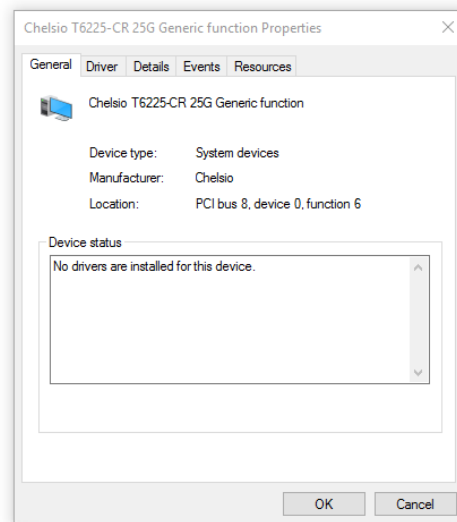 Chelsio T6225-CR 25G Generic function Properties
General Driver Details Events Resources
Chelsio T6225-CR 25G Generic function
Device type: System devices
Manufacturer: Chelsio
Location: PCI bus 8, device 0, function 6
Device status
No drivers are installed for this device.
OK Cancel